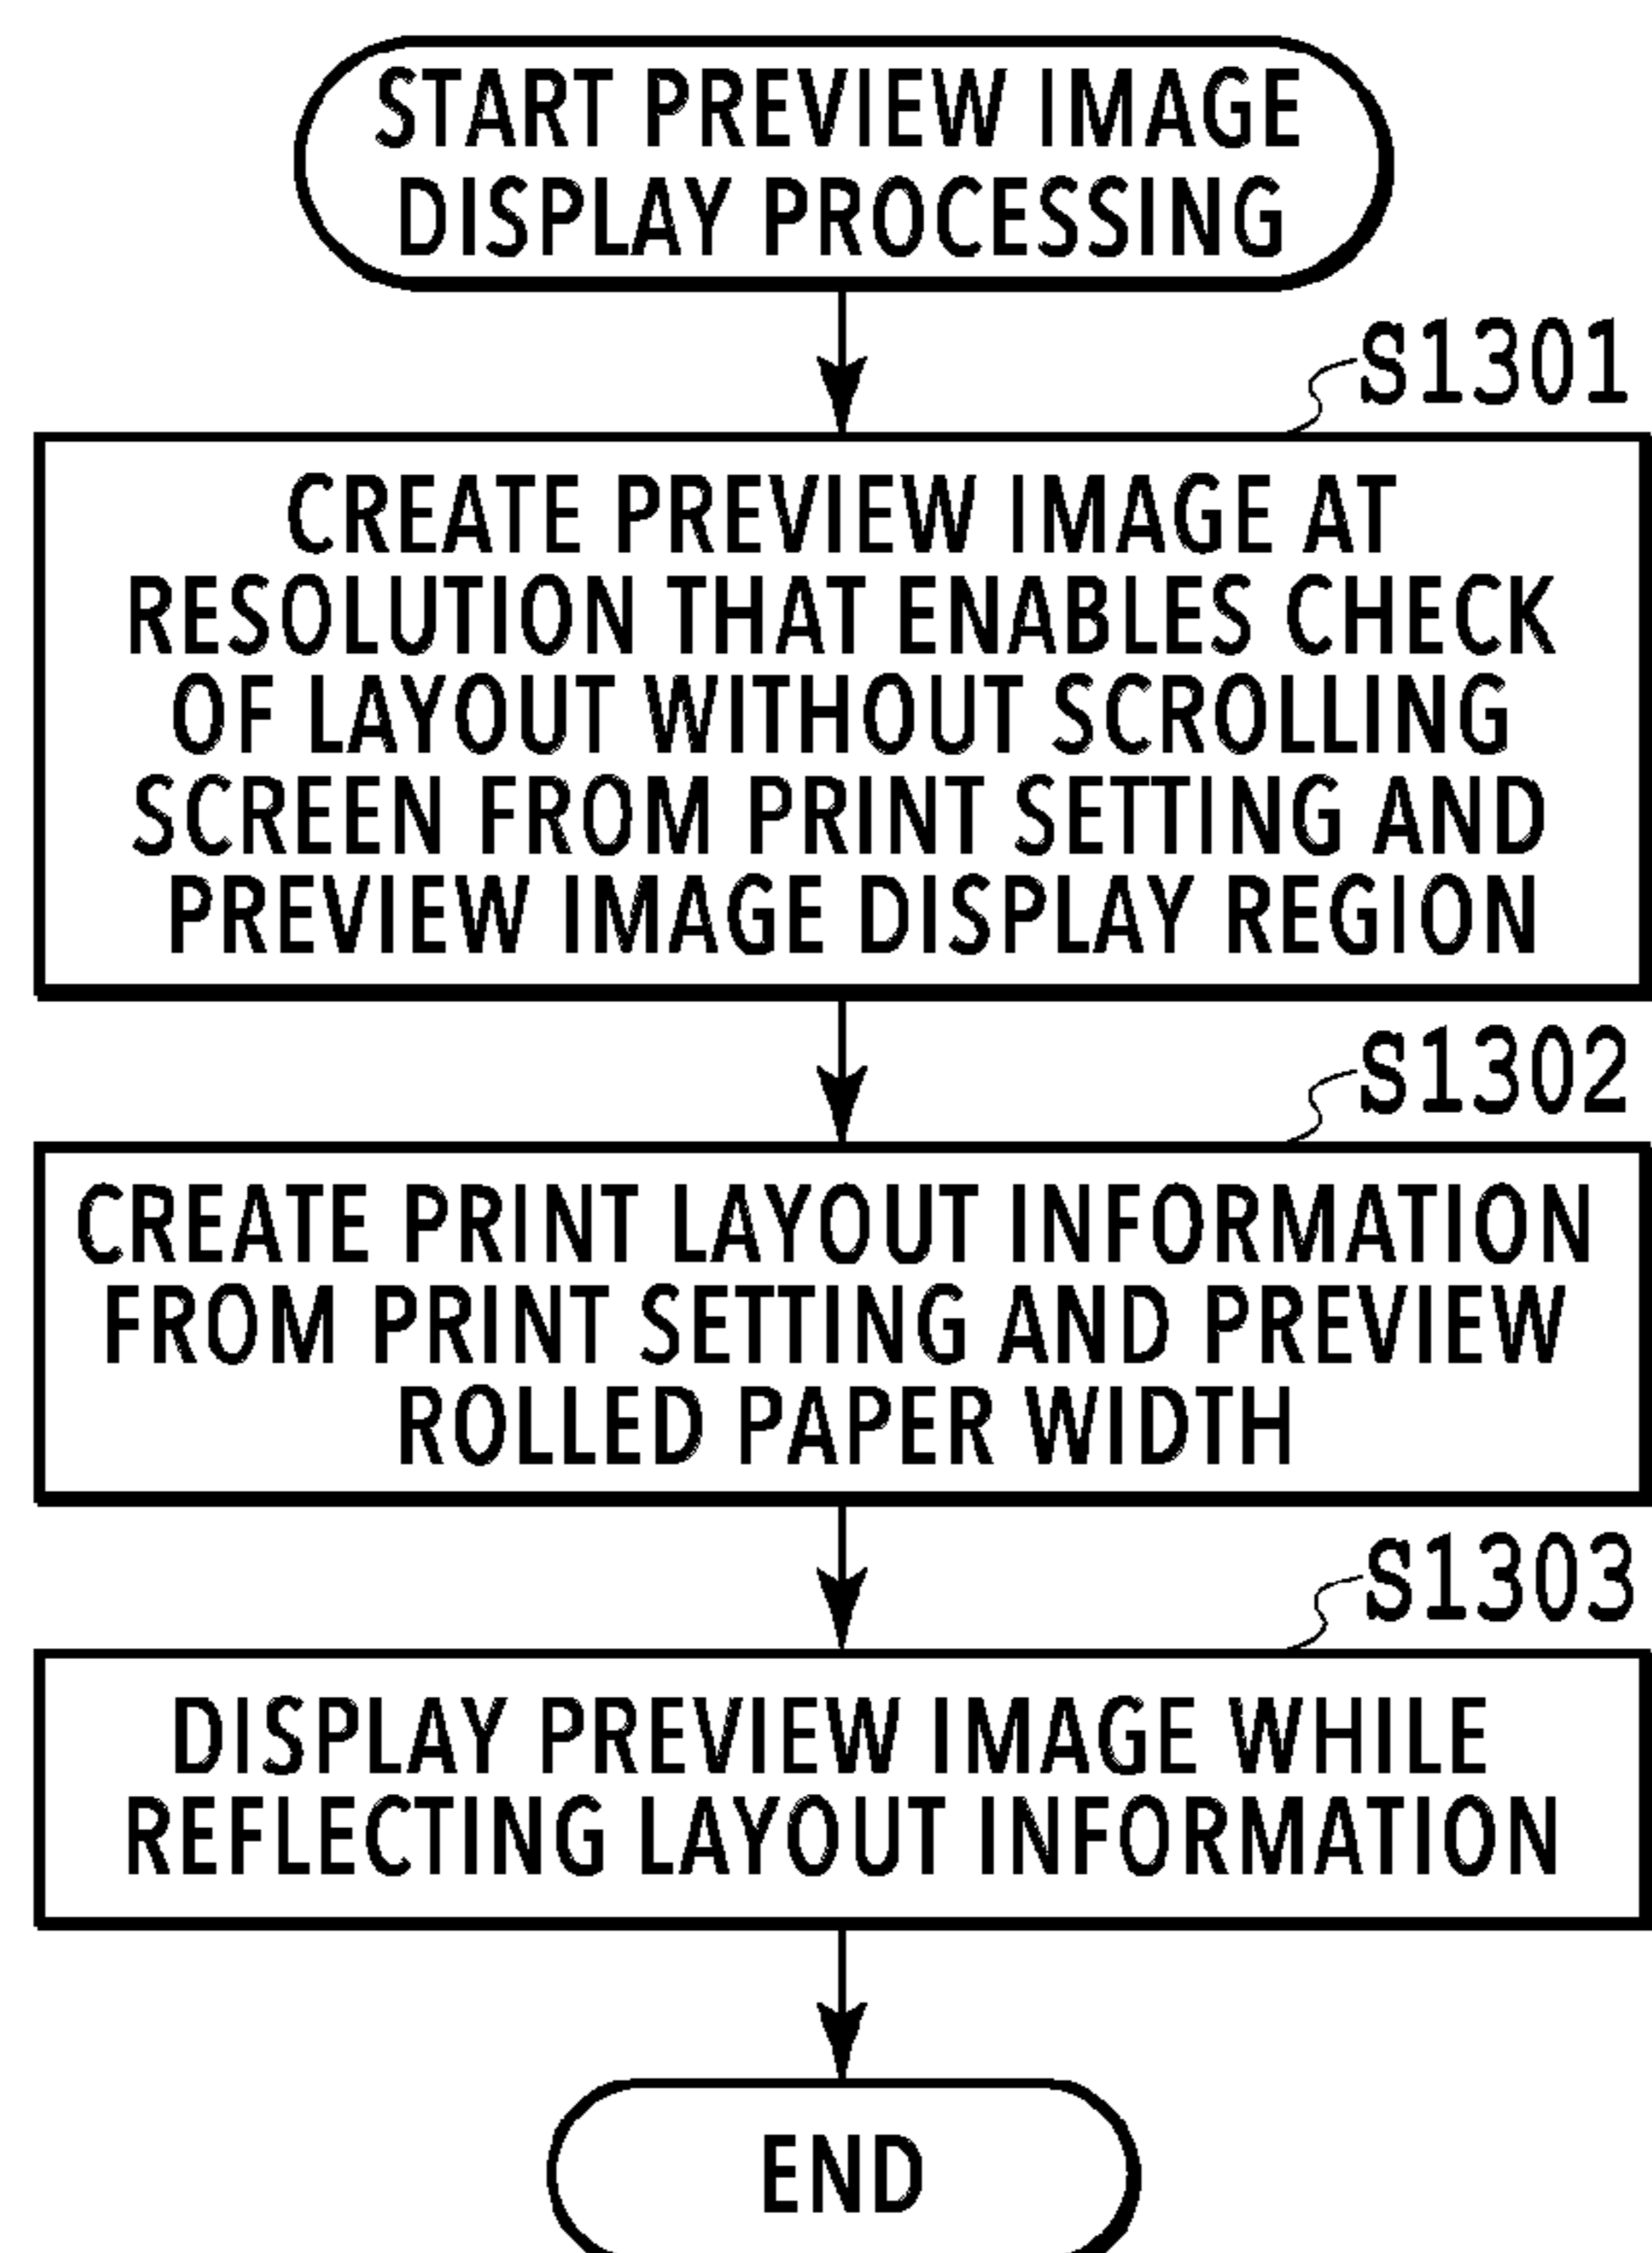 START PREVIEW IMAGE
DISPLAY PROCESSING
S1301
CREATE PREVIEW IMAGE AT
RESOLUTION THAT ENABLES CHECK
OF LAYOUT WITHOUT SCROLLING
SCREEN FROM PRINT SETTING AND
PREVIEW IMAGE DISPLAY REGION
S1302
CREATE PRINT LAYOUT INFORMATION
FROM PRINT SETTING AND PREVIEW
ROLLED PAPER WIDTH
S1303
DISPLAY PREVIEW IMAGE WHILE
REFLECTING LAYOUT INFORMATION
END